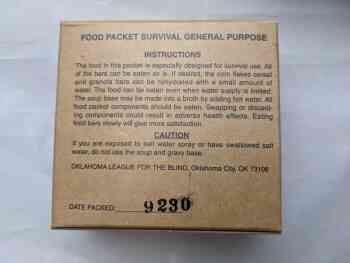 FOOD PACKET SURVIVAL GENERAL PURPOSE
INSTRUCTIONS
The food in this packet is especially designed for survival use. All
of the bars can be eaten as is. If desired, the corn flakes cereal
and granola bars can be rehydrated with a small amount of
water. The food can be eaten even when water supply is limited.
The soup base may be made into a broth by adding hot water. All
food packet components should be eaten. Swapping or discard-
ing components could result in adverse health effects. Eating
food bars slowly will give more satisfaction.
CAUTION
If you are exposed to salt water spray or have swallowed salt
water, do not use the soup and gravy base.
OKLAHOMA LEAGUE FOR THE BLIND, Oklahoma City, OK 73106
DATE PACKED: 9230